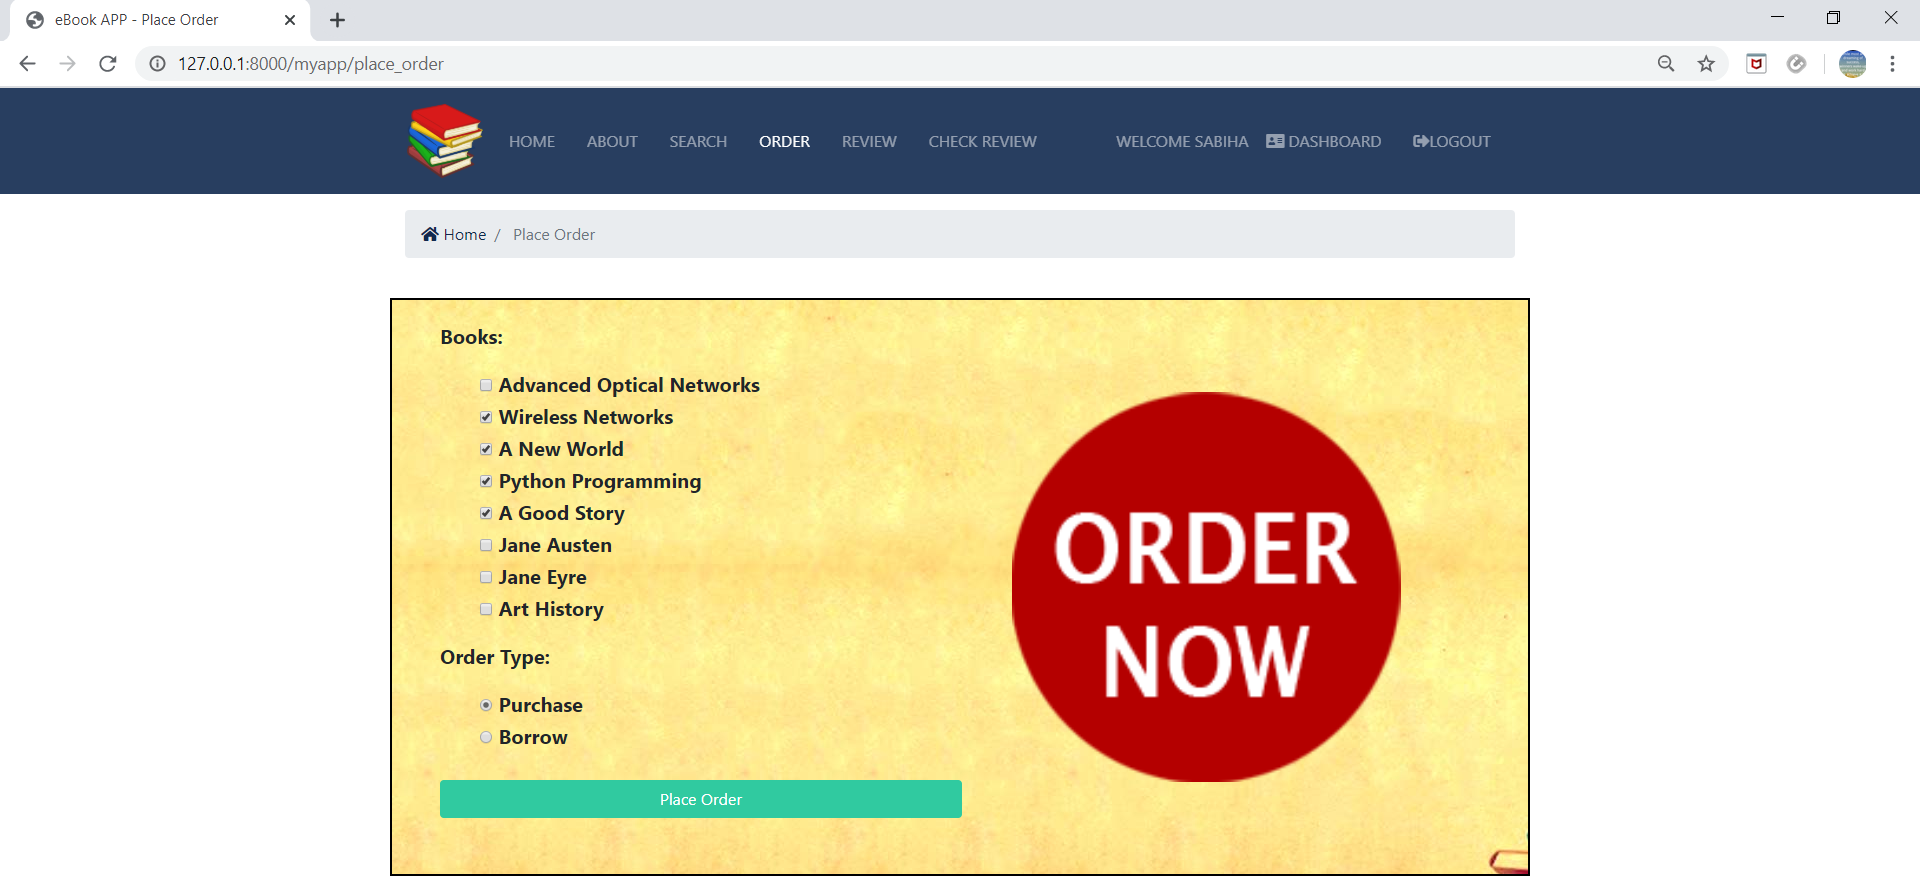 eBook APP - Place Order
127.0.0.1:8000/myapp/place_order
HOME ABOUT SEARCH ORDER REVIEW CHECK REVIEW WELCOME SABIHA DASHBOARD LOGOUT
Home / Place Order
Books:
Advanced Optical Networks
Wireless Networks
A New World
Python Programming
A Good Story
Jane Austen
Jane Eyre
Art History
Order Type:
Purchase
Borrow
Place Order
ORDER
NOW